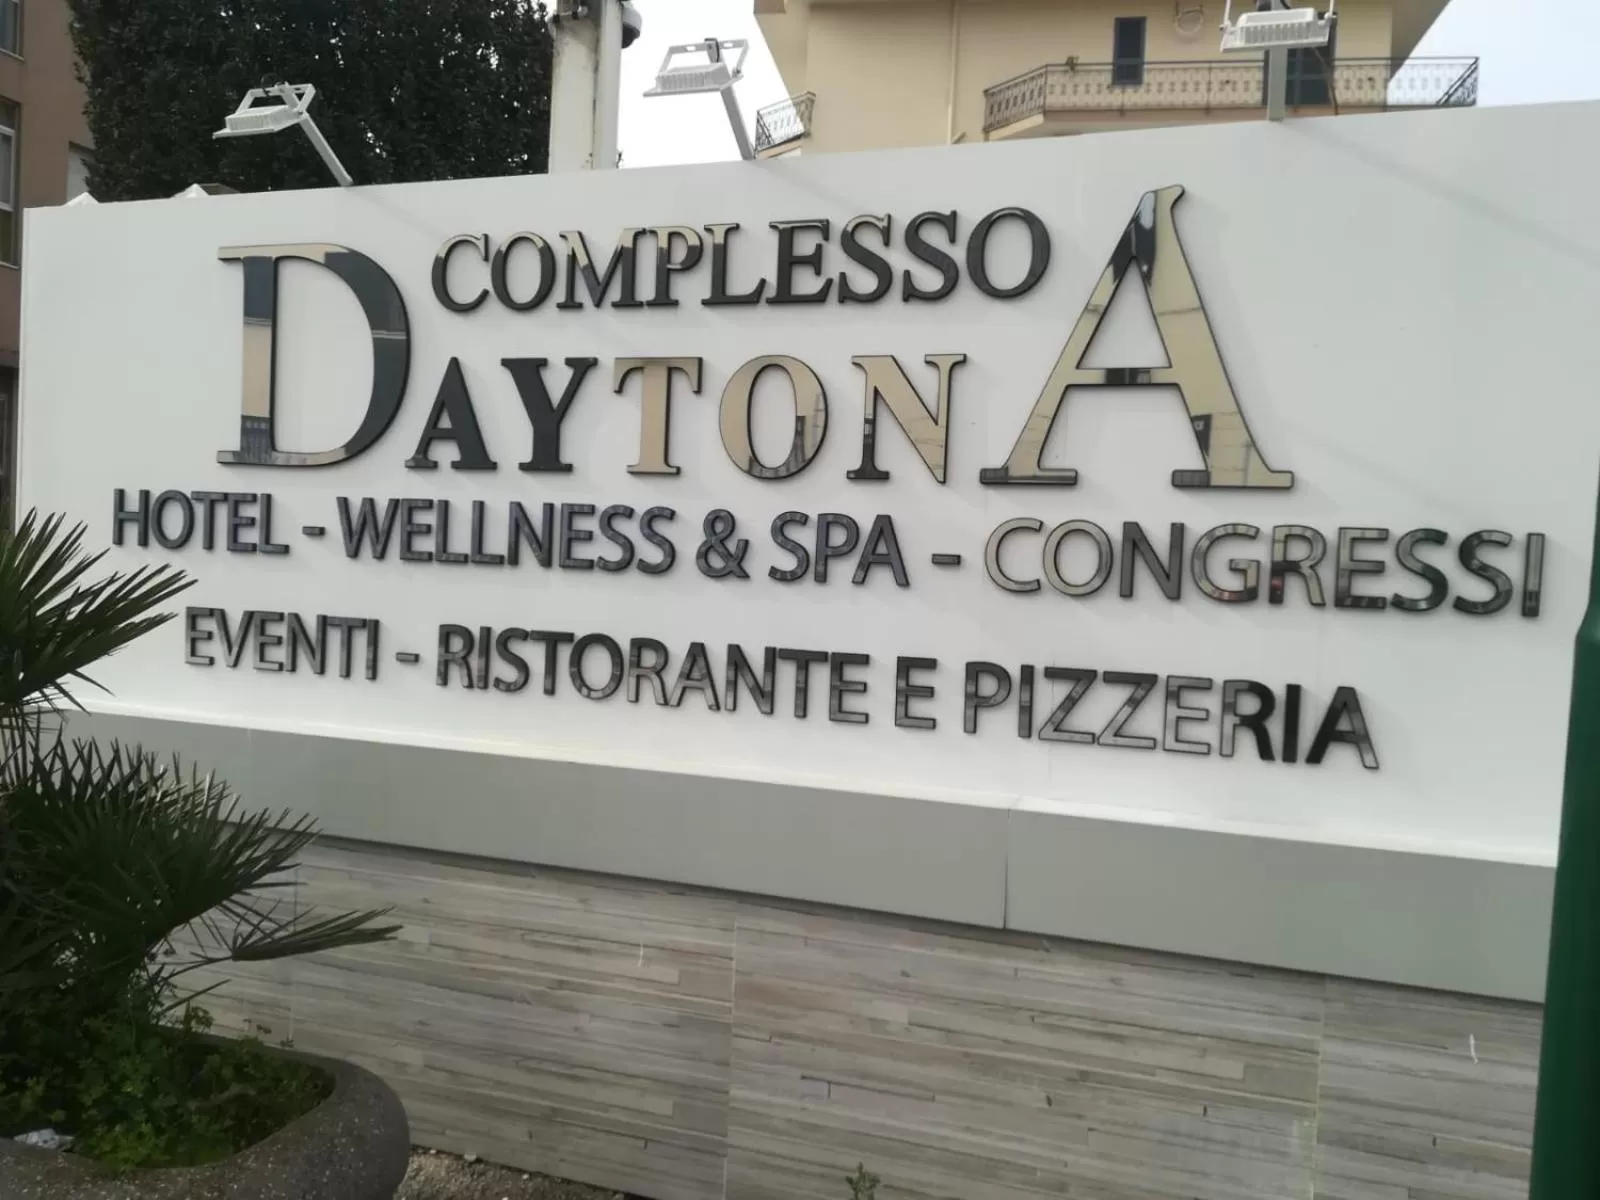 COMPLESSO
DAYTONA
HOTEL - WELLNESS & SPA - CONGRESSI
EVENTI - RISTORANTE E PIZZERIA